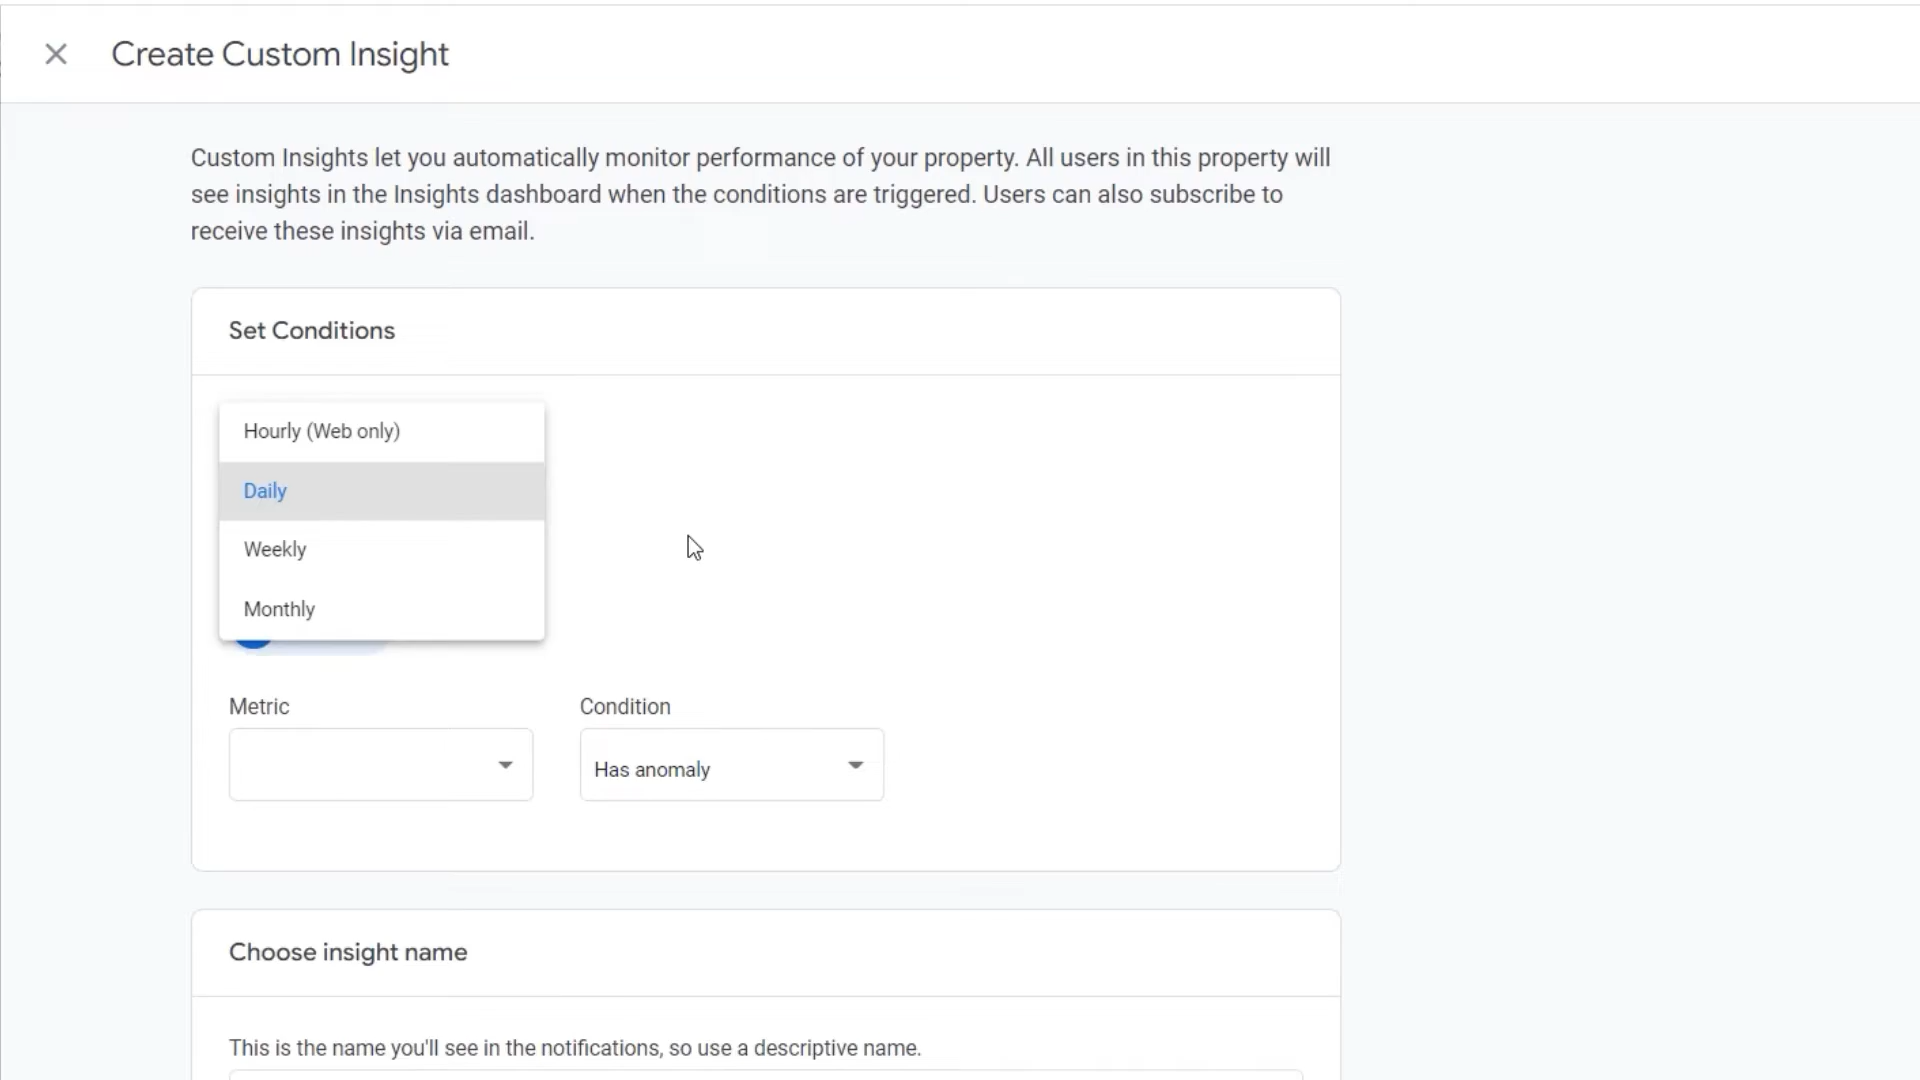 Create Custom Insight
Custom Insights let you automatically monitor performance of your property. All users in this property will
see insights in the Insights dashboard when the conditions are triggered. Users can also subscribe to
receive these insights via email.
Set Conditions
Hourly (Web only)
Daily
Weekly
Monthly
Metric
Condition
Has anomaly
Choose insight name
This is the name you'll see in the notifications, so use a descriptive name.